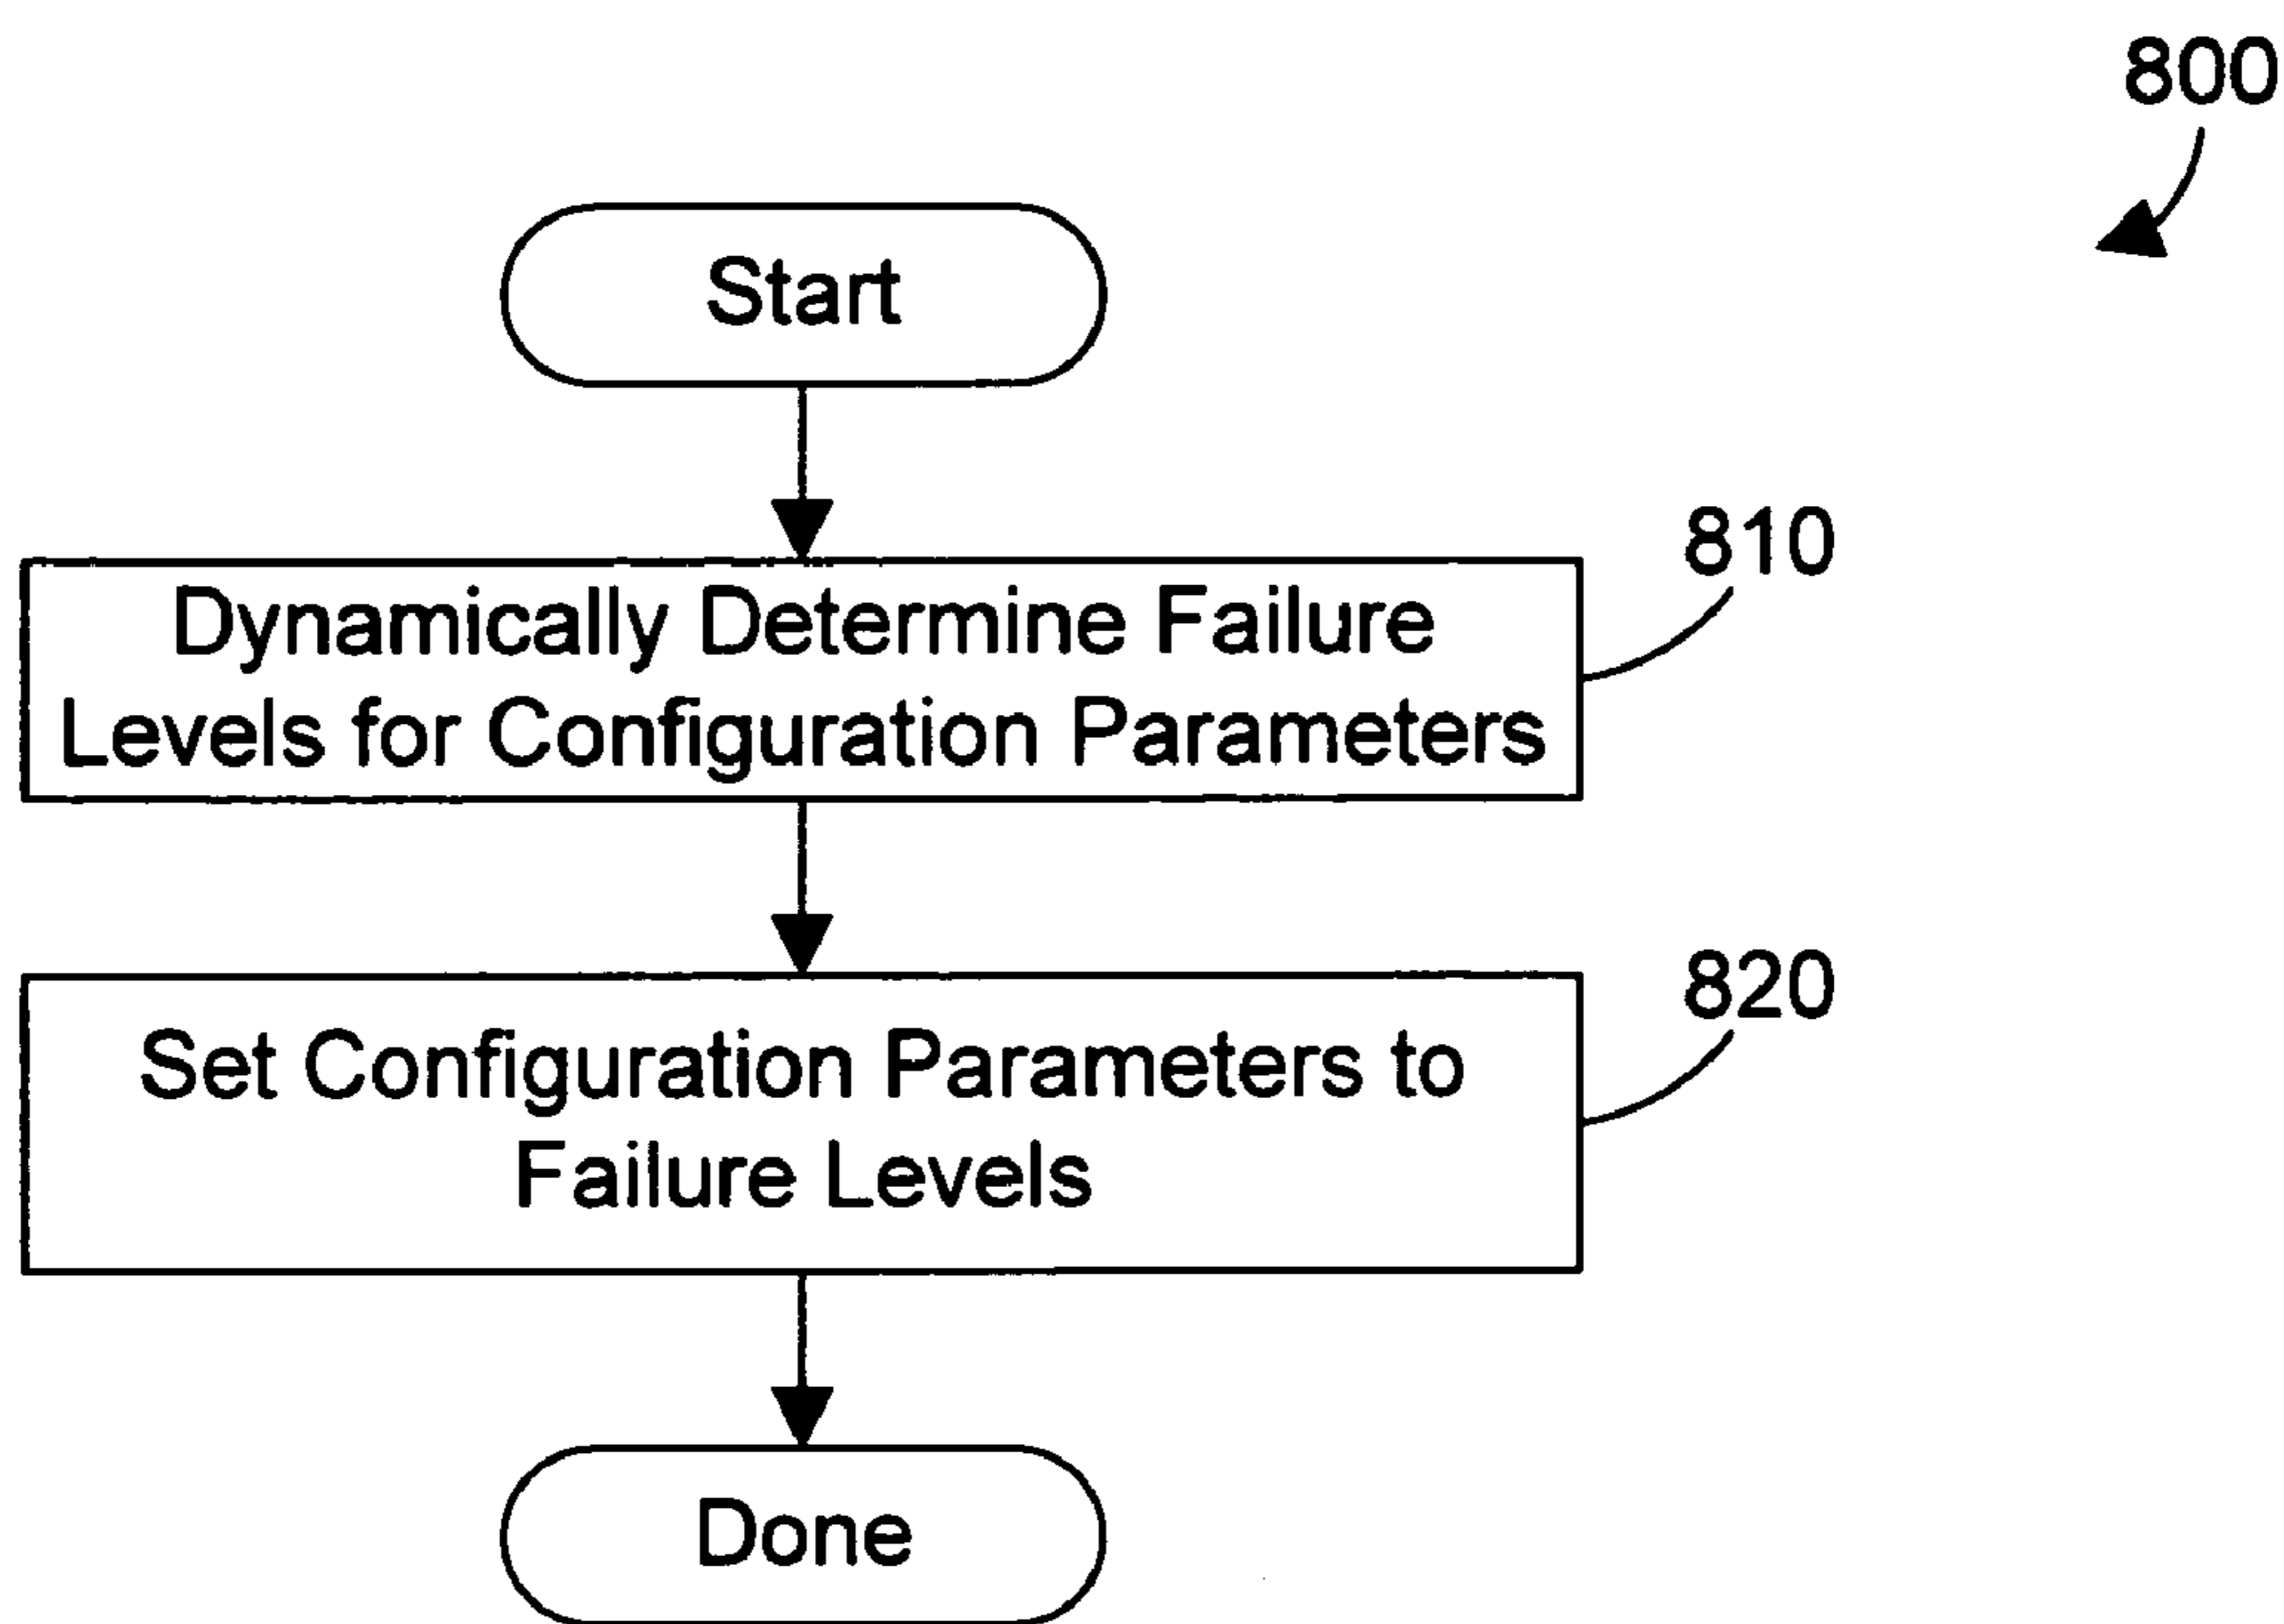 800
Start
810
Dynamically Determine Failure
Levels for Configuration Parameters
820
Set Configuration Parameters to
Failure Levels
Done